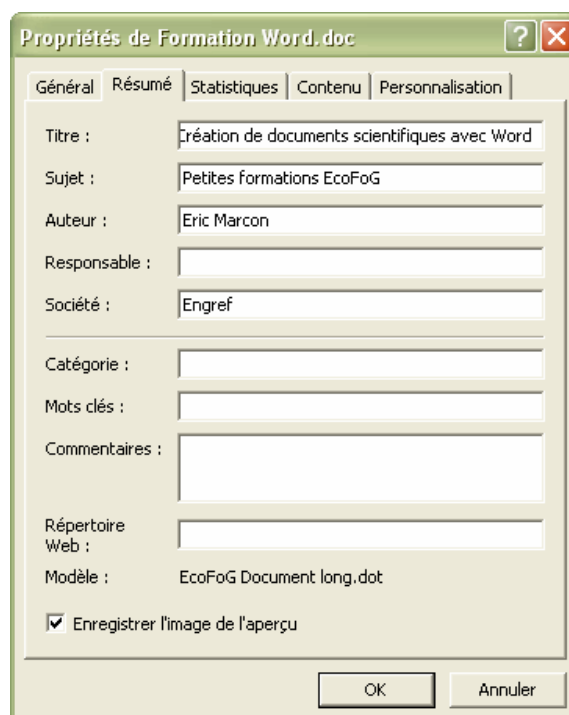 Propriétés de Formation Word.doc
Général Résumé Statistiques Contenu Personnalisation
Titre : Création de documents scientifiques avec Word
Sujet : Petites formations EcoFoG
Auteur : Eric Marcon
Responsable :
Société : Engref
Catégorie :
Mots clés :
Commentaires :
Répertoire
Web :
Modèle : EcoFoG Document long.dot
Enregistrer l'image de l'aperçu
OK Annuler